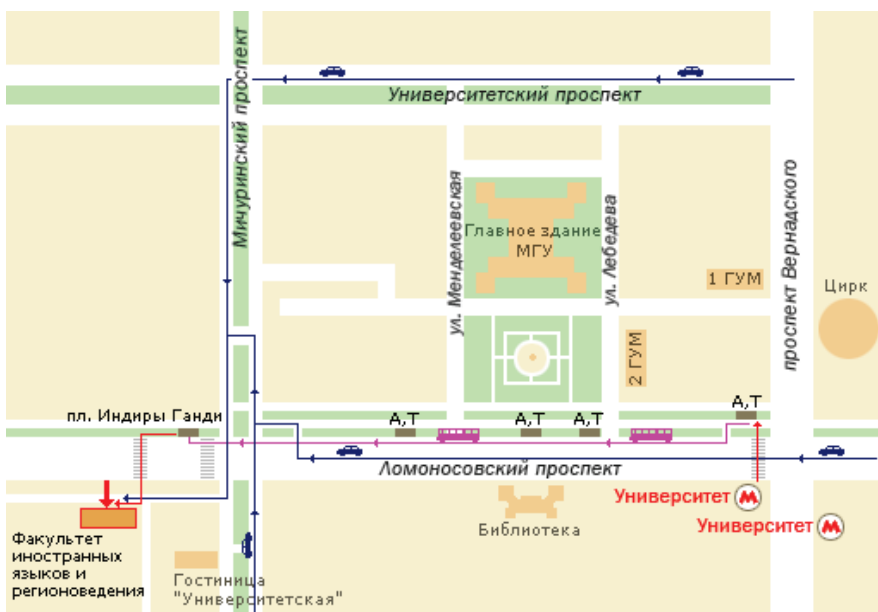 Мичуринский проспект
Университетский проспект
ул. Менделеевская
Главное здание
МГУ
ул. Лебедева
проспект Вернадского
1 ГУМ
Цирк
2 ГУМ
пл. Индиры Ганди
А,Т
А,Т
А,Т
А,Т
Ломоносовский проспект
Университет М
Университет М
Библиотека
Факультет
иностранных
языков и
регионоведения
Гостиница
"Университетская"